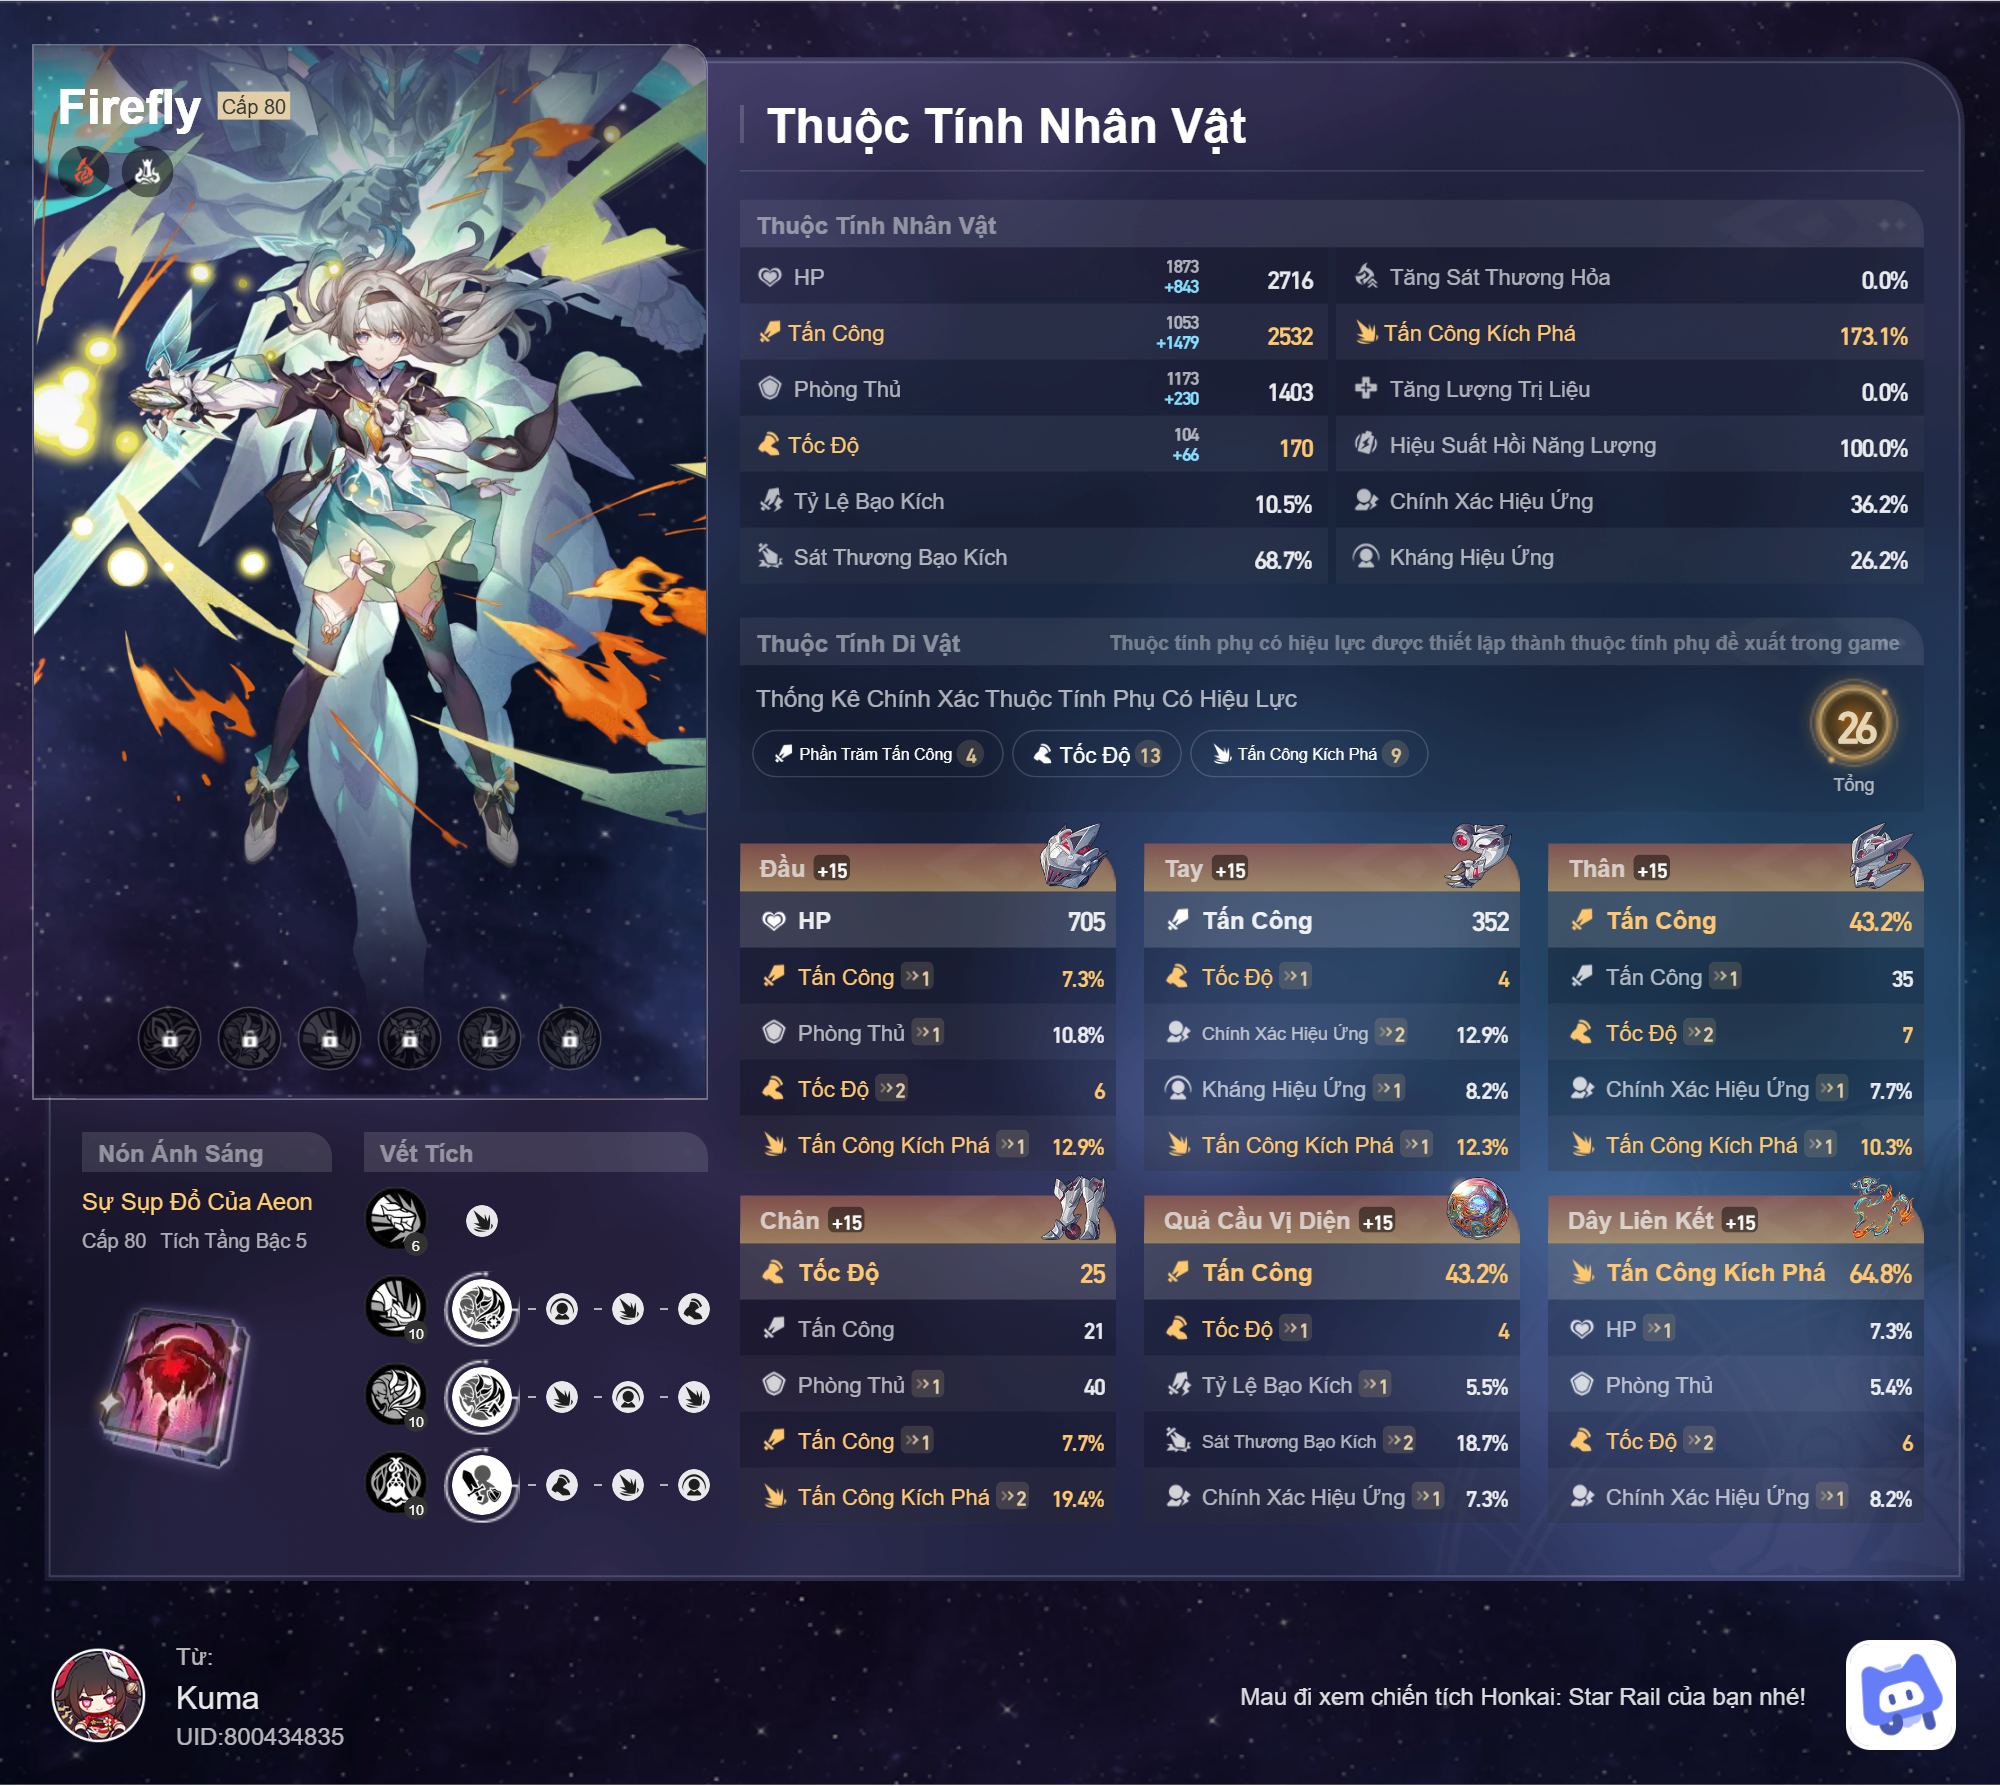 Firefly Cấp 80
Thuộc Tính Nhân Vật
Thuộc Tính Nhân Vật
HP 1873 +843 2716
Tấn Công 1053 +1479 2532
Phòng Thủ 1173 +230 1403
Tốc Độ 104 +66 170
Tỷ Lệ Bạo Kích 10.5%
Sát Thương Bạo Kích 68.7%
Tăng Sát Thương Hỏa 0.0%
Tấn Công Kích Phá 173.1%
Tăng Lượng Trị Liệu 0.0%
Hiệu Suất Hồi Năng Lượng 100.0%
Chính Xác Hiệu Ứng 36.2%
Kháng Hiệu Ứng 26.2%
Thuộc Tính Di Vật Thuộc tính phụ có hiệu lực được thiết lập thành thuộc tính phụ đề xuất trong game
Thống Kê Chính Xác Thuộc Tính Phụ Có Hiệu Lực
Phần Trăm Tấn Công 4 Tốc Độ 13 Tấn Công Kích Phá 9
26
Tổng
Đầu +15
HP 705
Tấn Công 1 7.3%
Phòng Thủ 1 10.8%
Tốc Độ 2 6
Tấn Công Kích Phá 1 12.9%
Tay +15
Tấn Công 352
Tốc Độ 1 4
Chính Xác Hiệu Ứng 2 12.9%
Kháng Hiệu Ứng 1 8.2%
Tấn Công Kích Phá 1 12.3%
Thân +15
Tấn Công 43.2%
Tấn Công 1 35
Tốc Độ 2 7
Chính Xác Hiệu Ứng 1 7.7%
Tấn Công Kích Phá 1 10.3%
Chân +15
Tốc Độ 25
Tấn Công 21
Phòng Thủ 1 40
Tấn Công 1 7.7%
Tấn Công Kích Phá 2 19.4%
Quả Cầu Vị Diện +15
Tấn Công 43.2%
Tốc Độ 1 4
Tỷ Lệ Bạo Kích 1 5.5%
Sát Thương Bạo Kích 2 18.7%
Chính Xác Hiệu Ứng 1 7.3%
Dây Liên Kết +15
Tấn Công Kích Phá 64.8%
HP 1 7.3%
Phòng Thủ 5.4%
Tốc Độ 2 6
Chính Xác Hiệu Ứng 1 8.2%
Nón Ánh Sáng
Sự Sụp Đổ Của Aeon
Cấp 80 Tích Tầng Bậc 5
Vết Tích
6
10
10
10
Từ:
Kuma
UID:800434835
Mau đi xem chiến tích Honkai: Star Rail của bạn nhé!